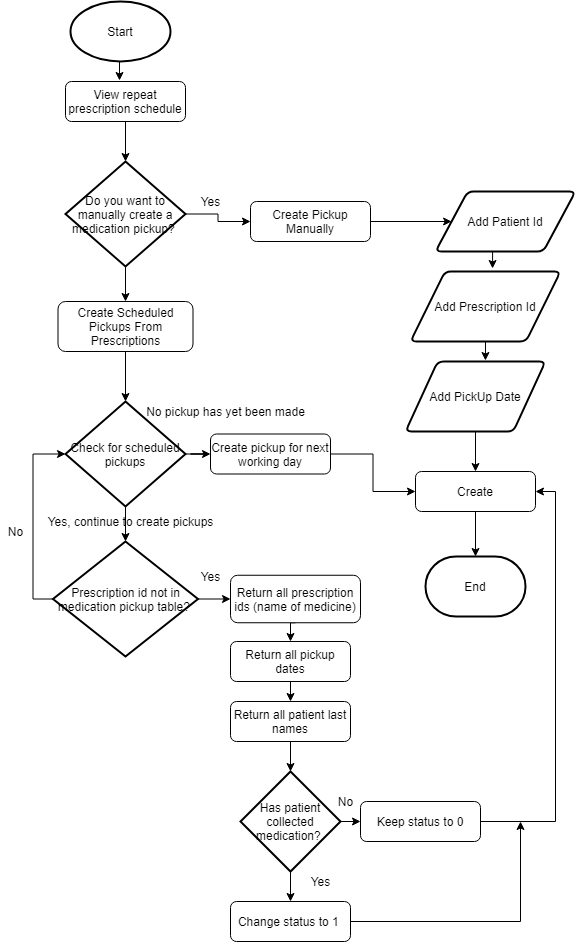 Start
View repeat
prescription schedule
Do you want to
manually create a
medication pickup?
Yes
Create Pickup
Manually
Add Patient Id
Add Prescription Id
Add PickUp Date
Create Scheduled
Pickups From
Prescriptions
No pickup has yet been made
Check for scheduled
pickups
Create pickup for next
working day
Create
End
Yes, continue to create pickups
No
Prescription id not in
medication pickup table?
Yes
Return all prescription
ids (name of medicine)
Return all pickup
dates
Return all patient last
names
Has patient
collected
medication?
No
Keep status to 0
Yes
Change status to 1